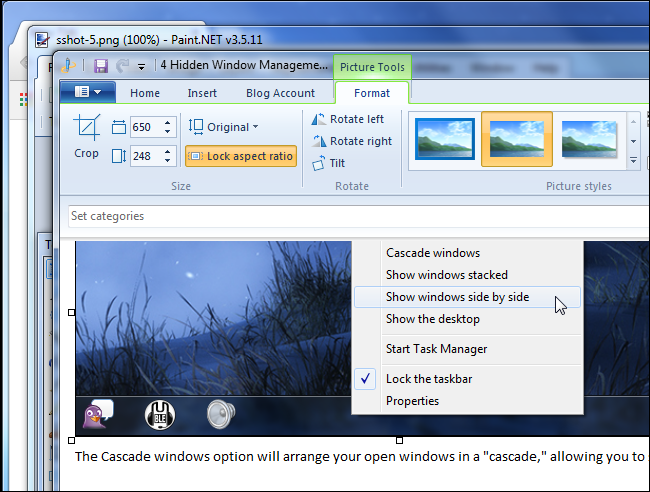 sshot-5.png (100%) - Paint.NET v3.5.11
4 Hidden Window Manageme...
Picture Tools
Window
Help
Home
Insert
Blog Account
Format
Crop
650
248
Original
Lock aspect ratio
Size
Rotate left
Rotate right
Tilt
Rotate
Picture styles
Set categories
Cascade windows
Show windows stacked
Show windows side by side
Show the desktop
Start Task Manager
Lock the taskbar
Properties
The Cascade windows option will arrange your open windows in a "cascade," allowing you to